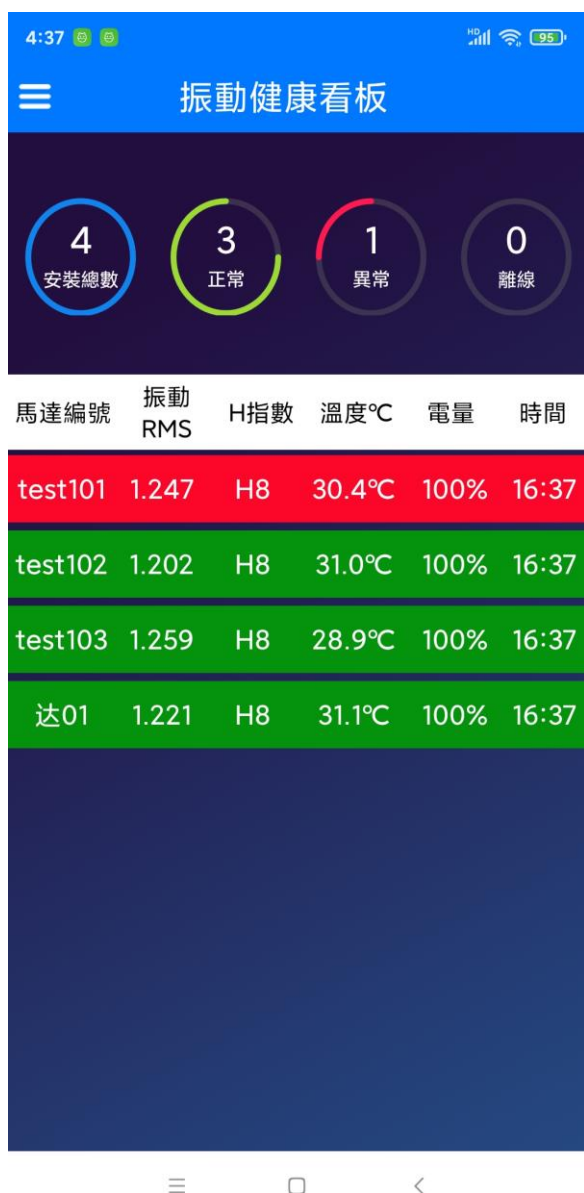 4:37 HD 95
振動健康看板
4 3 1 0
安裝總數 正常 異常 離線
馬達編號 振動 RMS H指數 溫度℃ 電量 時間
test101 1.247 H8 30.4℃ 100% 16:37
test102 1.202 H8 31.0℃ 100% 16:37
test103 1.259 H8 28.9℃ 100% 16:37
达01 1.221 H8 31.1℃ 100% 16:37